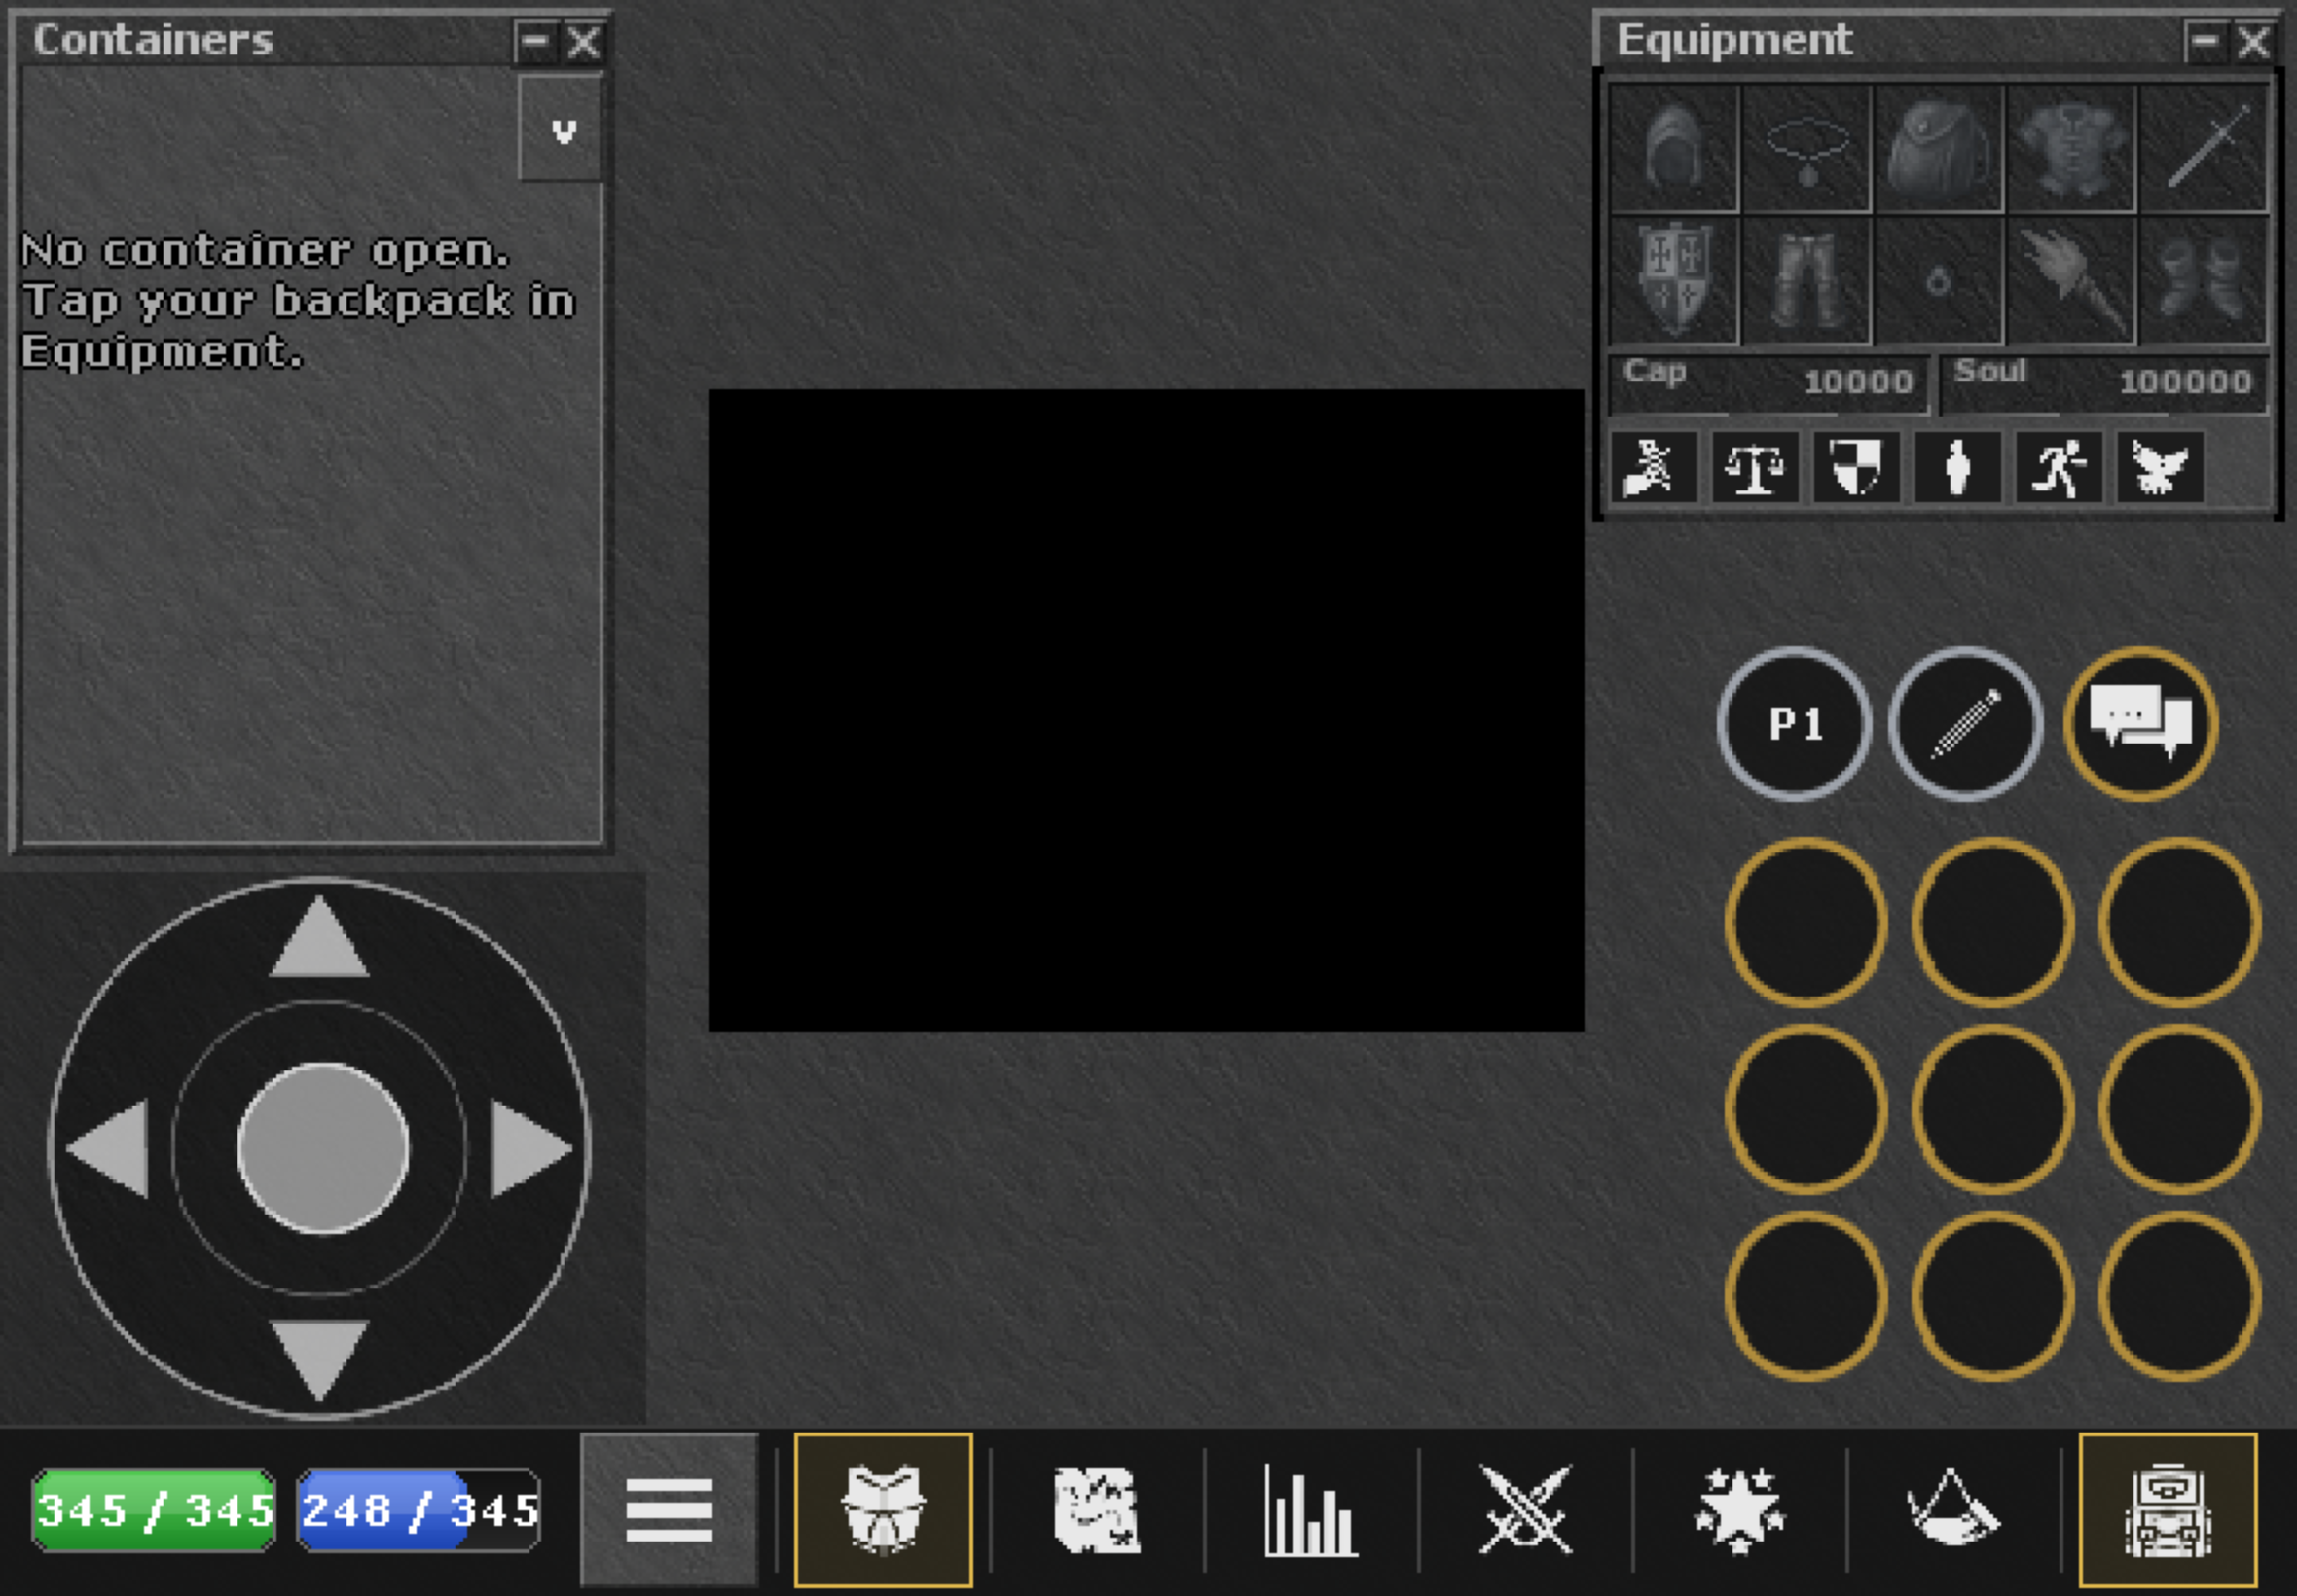 Containers
v
No container open.
Tap your backpack in
Equipment.
Equipment
Cap 10000 Soul 100000
P1
345 / 345 248 / 345